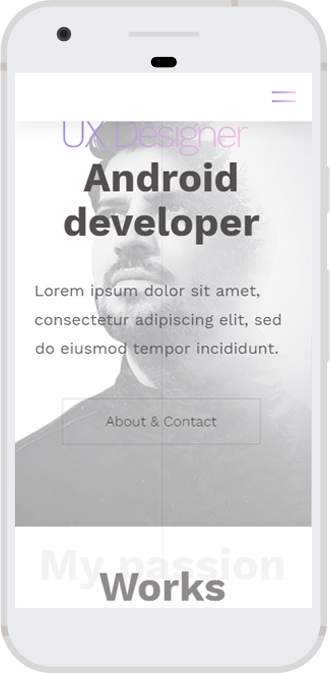 UX Designer
Android
developer
Lorem ipsum dolor sit amet,
consectetur adipiscing elit, sed
do eiusmod tempor incididunt.
About & Contact
My passion
Works